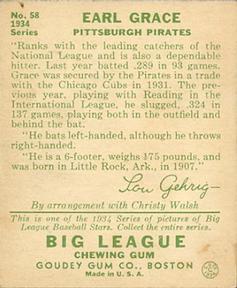 No. 58
1934
Series
EARL GRACE
PITTSBURGH PIRATES
"Ranks with the leading catchers of the
National League and is also a dependable
hitter. Last year batted .289 in 93 games.
Grace was secured by the Pirates in a trade
with the Chicago Cubs in 1931. The pre-
vious year, playing with Reading in the
International League, he slugged, .324 in
137 games, playing both in the outfield and
behind the bat.
"He bats left-handed, although he throws
right-handed.
"He is a 6-footer, weighs 175 pounds, and
was born in Little Rock, Ark., in 1907."
Lou Gehrig—
By arrangement with Christy Walsh
This is one of the 1934 Series of pictures of Big
League Baseball Stars. Collect the entire series.
BIG LEAGUE
CHEWING GUM
GOUDEY GUM CO., BOSTON
Made in U. S. A.